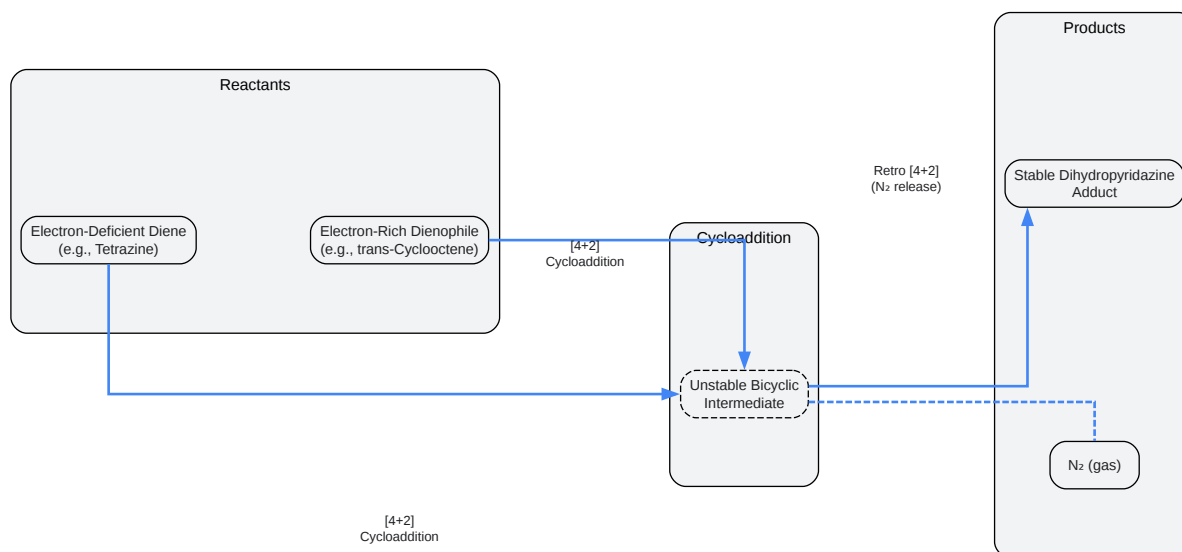 Reactants
Electron-Deficient Diene
(e.g., Tetrazine)
Electron-Rich Dienophile
(e.g., trans-Cyclooctene)
[4+2]
Cycloaddition
[4+2]
Cycloaddition
Cycloaddition
Unstable Bicyclic
Intermediate
Retro [4+2]
(N₂ release)
Products
Stable Dihydropyridazine
Adduct
N₂ (gas)